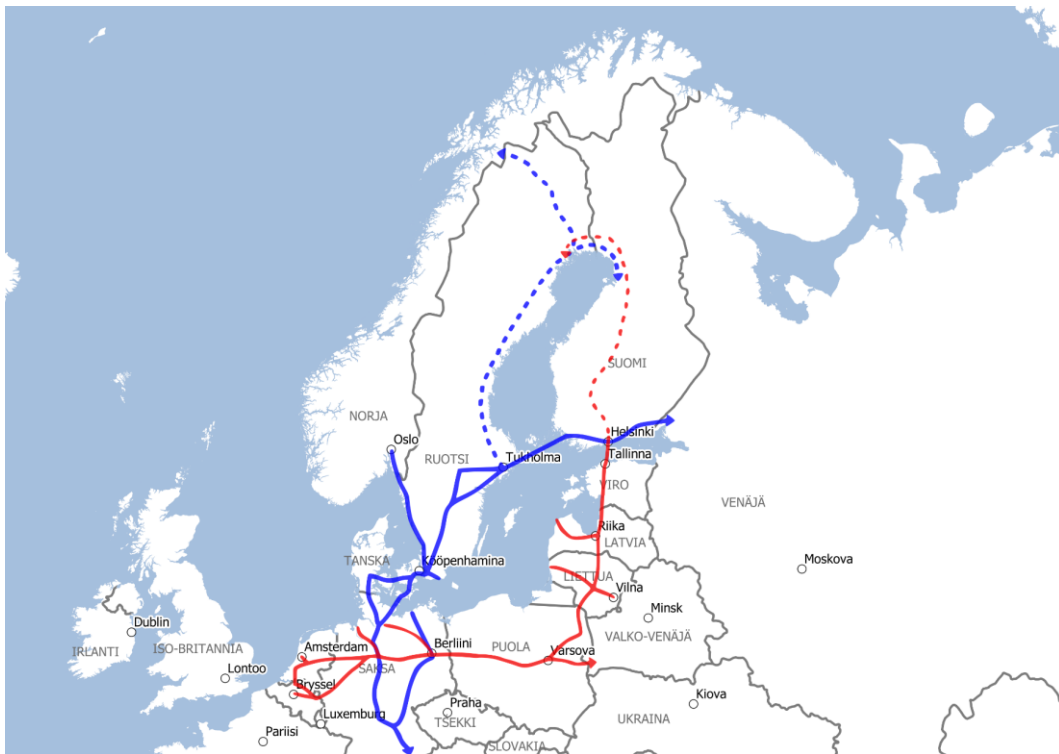 SUOMI
NORJA
Helsinki
Oslo
RUOTSI
Tukholma
Tallinna
VIRO
VENÄJÄ
Riika
LATVIA
TANSKA
Kööpenhamina
Moskova
LIETTUA
Vilna
Minsk
Dublin
VALKO-VENÄJÄ
IRLANTI
ISO-BRITANNIA
Amsterdam
Berliini
PUOLA
Varsova
SAKSA
Lontoo
Bryssel
Praha
Kiova
Luxemburg
TSEKKI
UKRAINA
Pariisi
SLOVAKIA